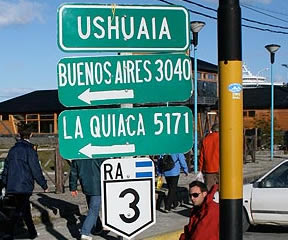 USHUAIA
BUENOS AIRES 3040
LA QUIACA 5171
RA
3